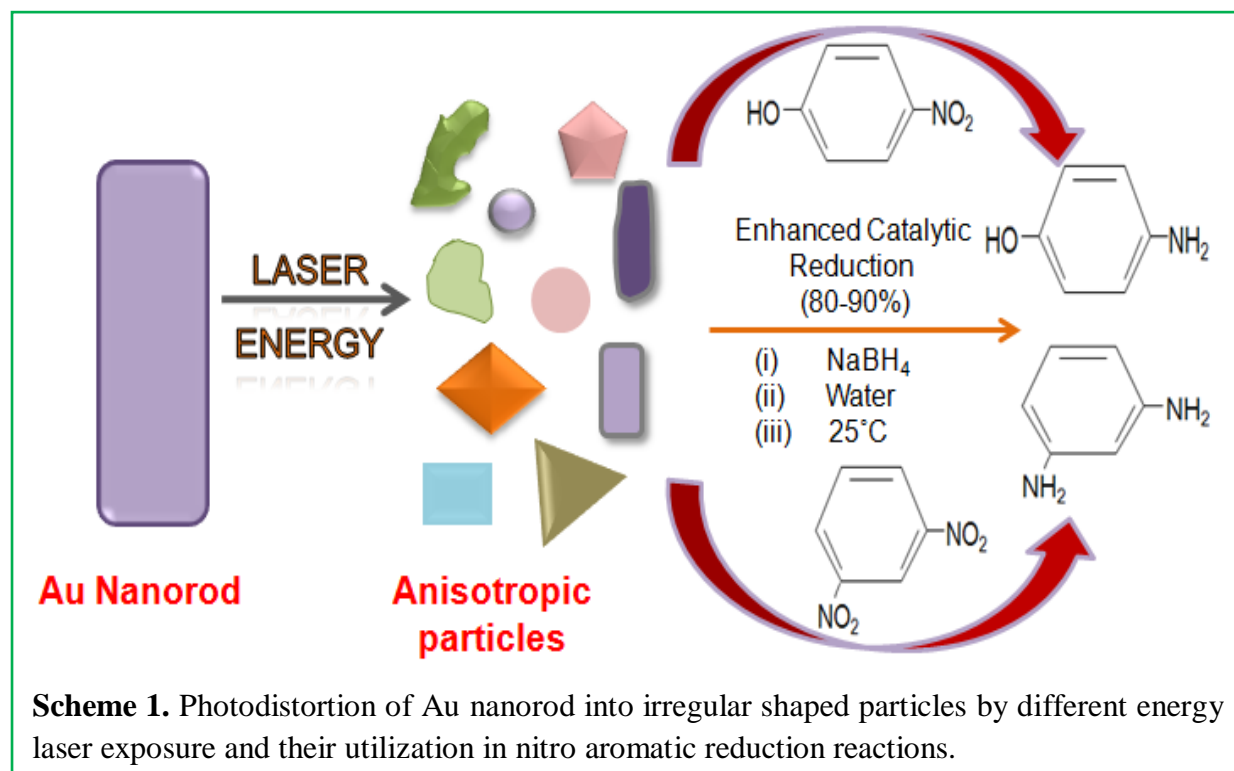 HO
NO₂
LASER
ENERGY
Au Nanorod
Anisotropic
particles
Enhanced Catalytic
Reduction
(80-90%)
(i) NaBH₄
(ii) Water
(iii) 25°C
HO
NH₂
NH₂
NH₂
NO₂
NO₂
Scheme 1. Photodistortion of Au nanorod into irregular shaped particles by different energy
laser exposure and their utilization in nitro aromatic reduction reactions.